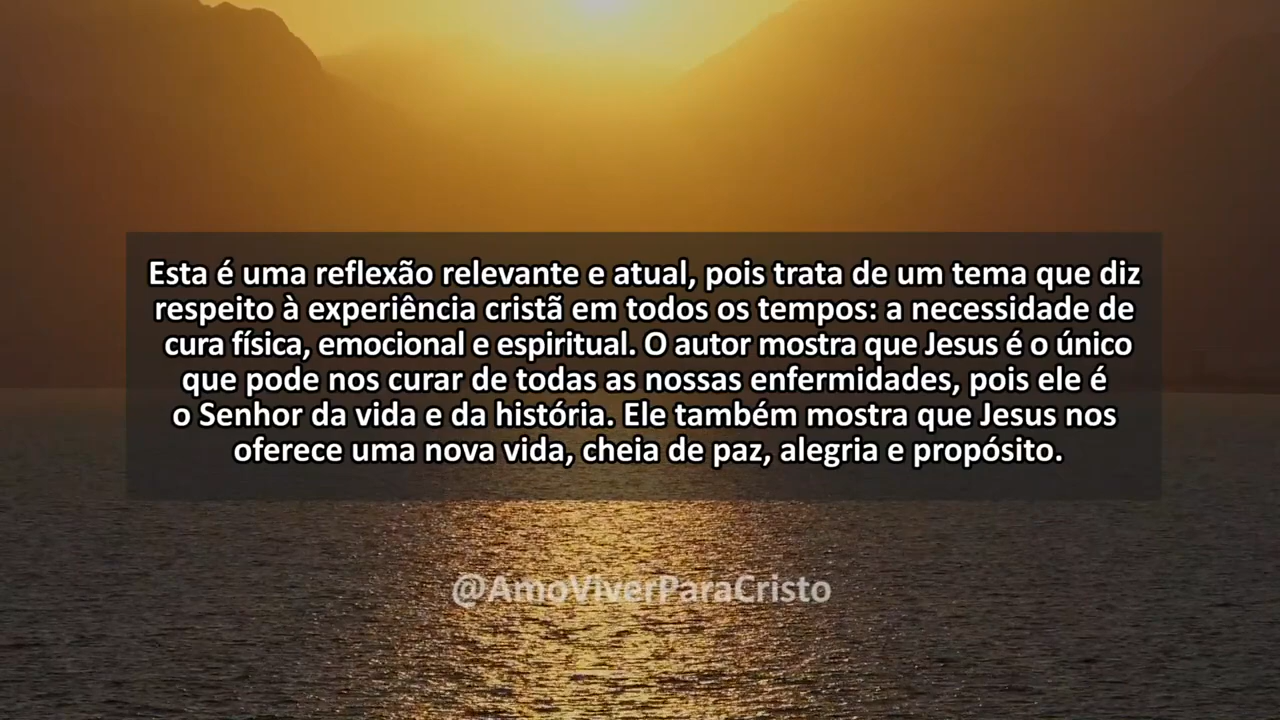 Esta é uma reflexão relevante e atual, pois trata de um tema que diz
respeito à experiência cristã em todos os tempos: a necessidade de
cura física, emocional e espiritual. O autor mostra que Jesus é o único
que pode nos curar de todas as nossas enfermidades, pois ele é
o Senhor da vida e da história. Ele também mostra que Jesus nos
oferece uma nova vida, cheia de paz, alegria e propósito.
@AmoViverParaCristo